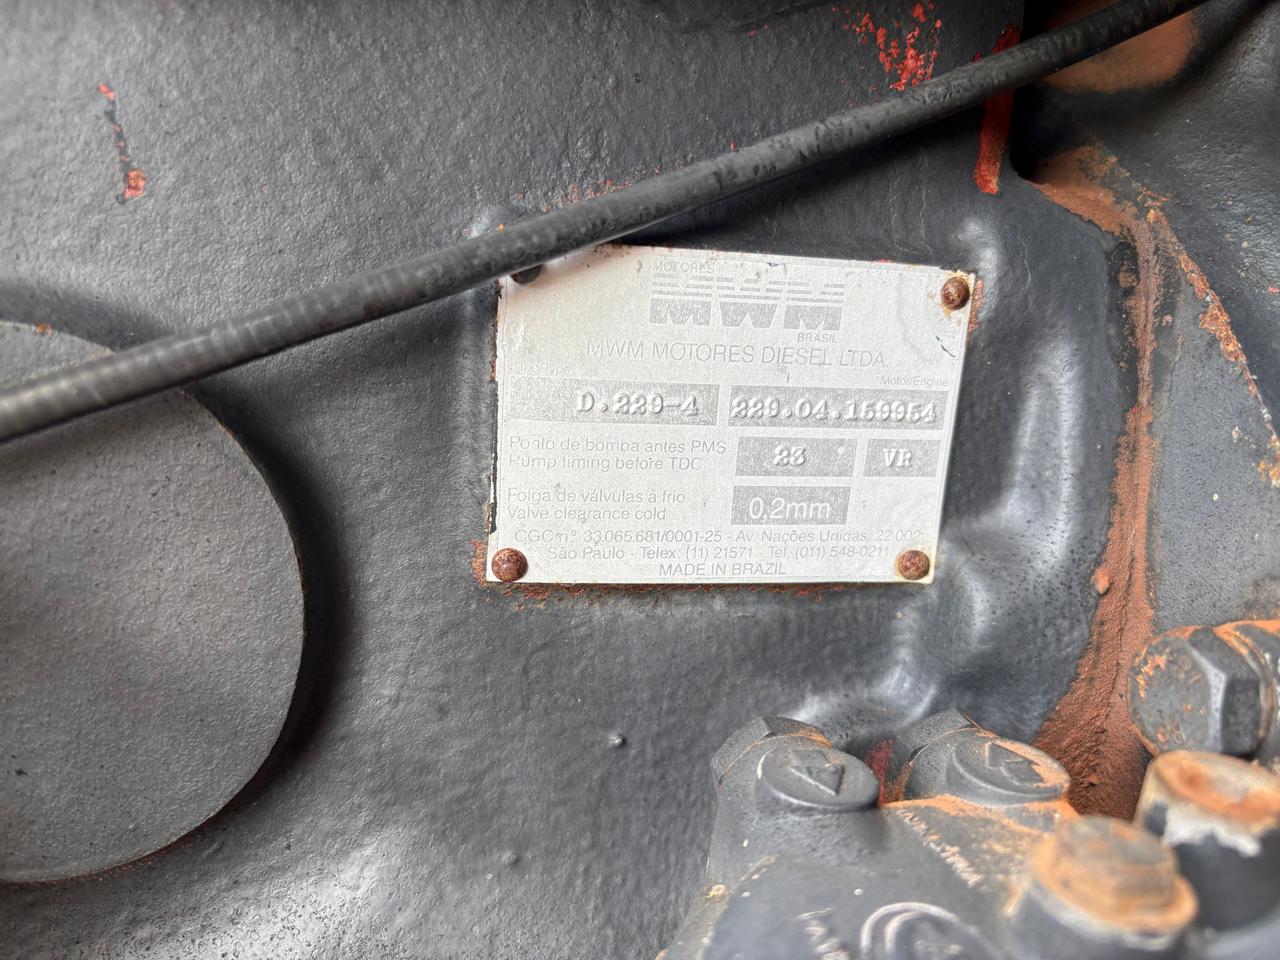 MOTORES
MWM
BRASIL
MWM MOTORES DIESEL LTDA.
Motor/Engine
D.229-4 229.04.159954
Ponto de bomba antes PMS
Pump timing before TDC
23 VR
Folga de válvulas à frio
Valve clearance cold
0,2mm
CGC n.º 33.065.681/0001-25 - Av. Nações Unidas, 22.002
São Paulo - Telex: (11) 21571 - Tel. (011) 548-0211
MADE IN BRAZIL